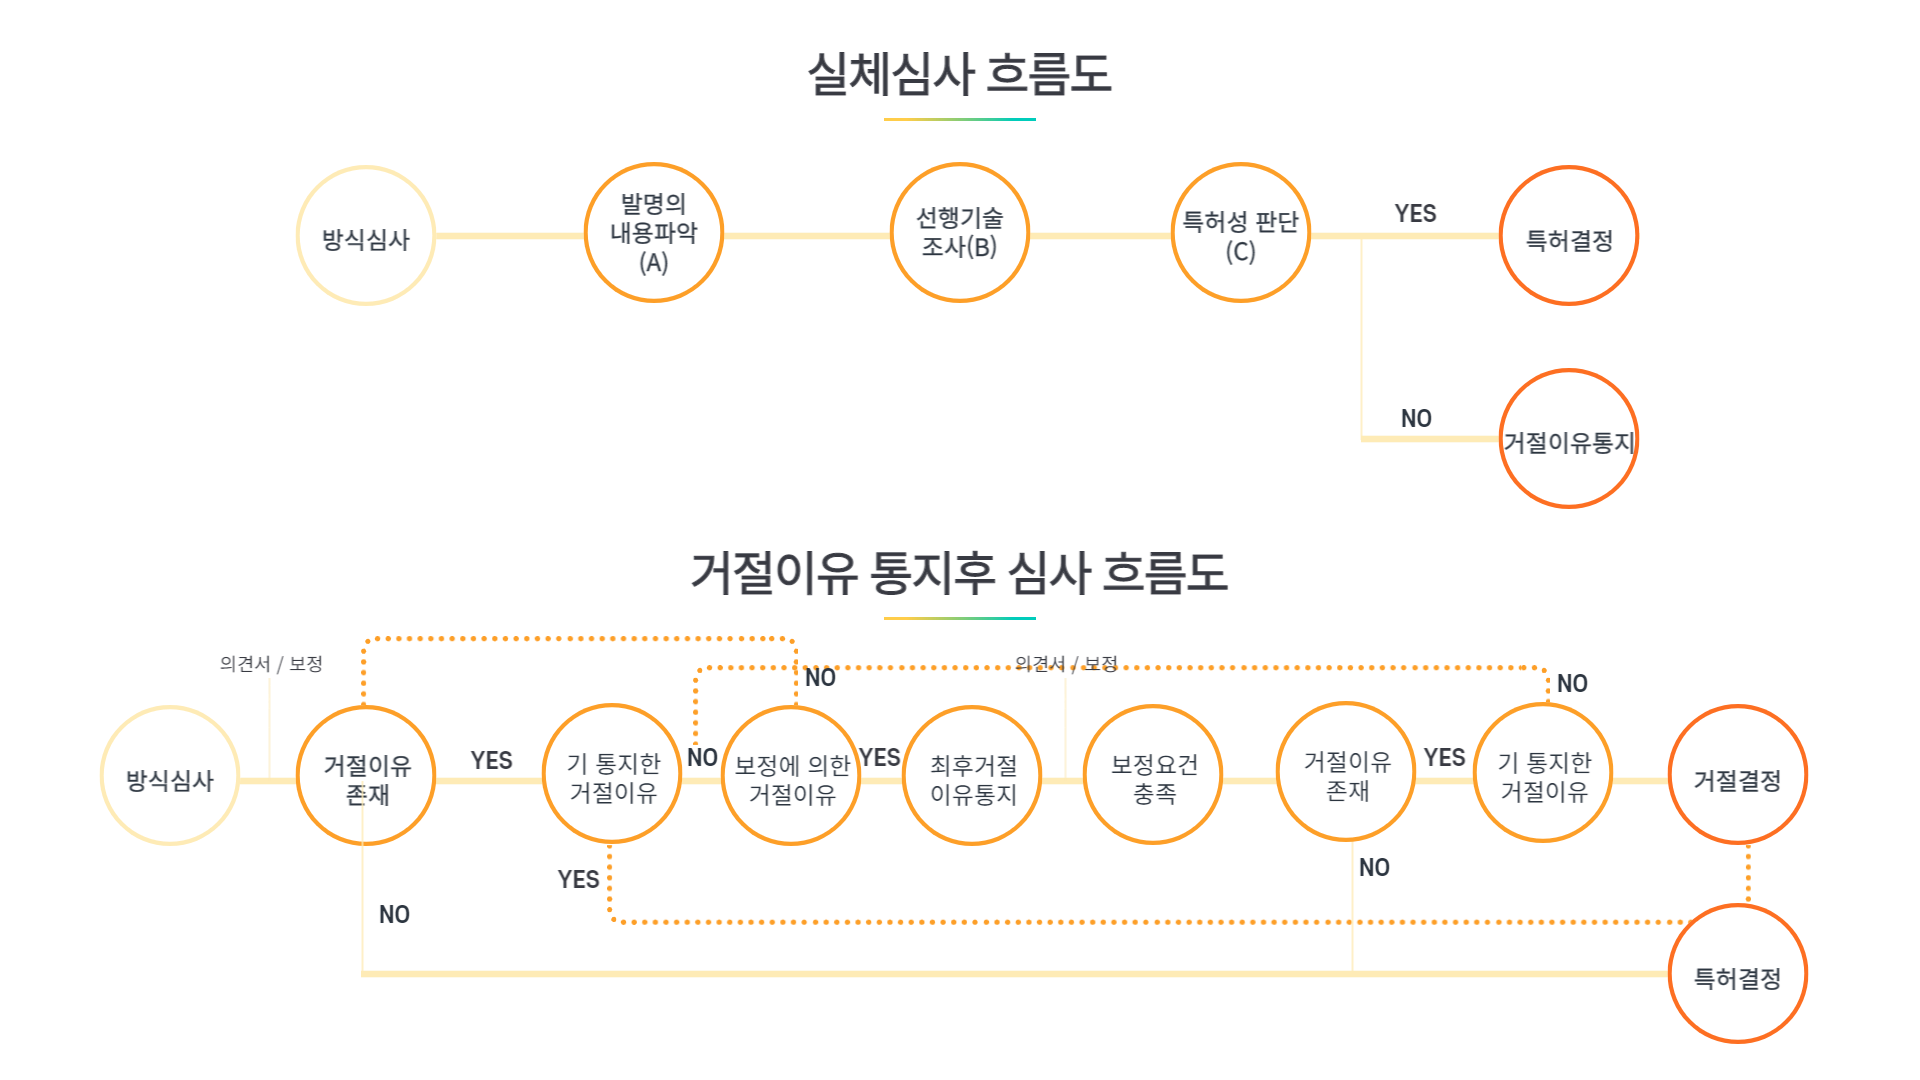 실체심사 흐름도
방식심사
발명의
내용파악
(A)
선행기술
조사(B)
특허성 판단
(C)
YES
특허결정
NO
거절이유통지
거절이유 통지후 심사 흐름도
의견서 / 보정
NO
의견서 / 보정
NO
방식심사
거절이유
존재
YES
기 통지한
거절이유
NO
보정에 의한
거절이유
YES
최후거절
이유통지
보정요건
충족
거절이유
존재
YES
기 통지한
거절이유
거절결정
YES
NO
NO
특허결정